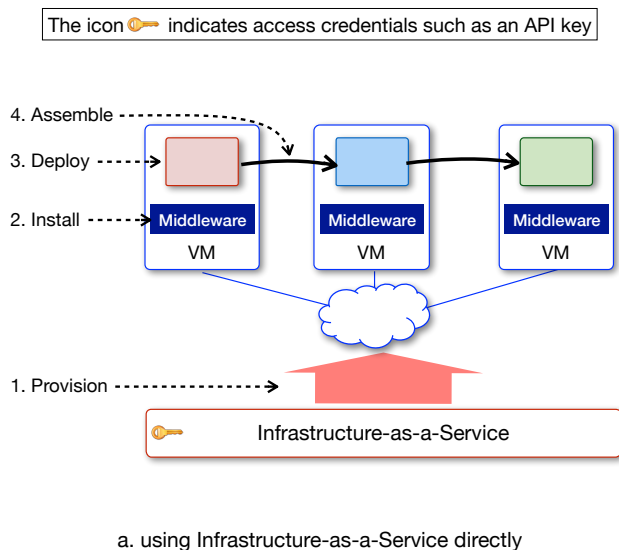 The icon indicates access credentials such as an API key
4. Assemble
3. Deploy
2. Install
Middleware
Middleware
Middleware
VM
VM
VM
1. Provision
Infrastructure-as-a-Service
a. using Infrastructure-as-a-Service directly